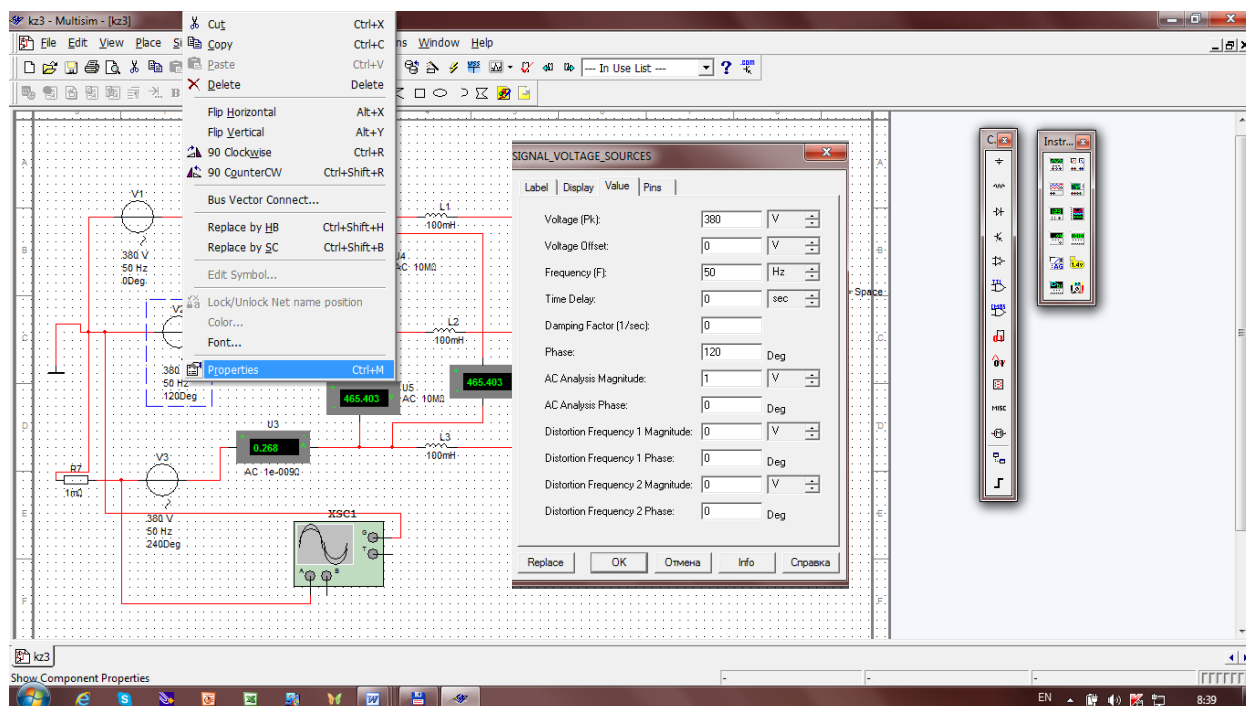 kz3 - Multisim - [kz3]
File Edit View Place
ns Window Help
--- In Use List ---
Cut Ctrl+X
Copy Ctrl+C
Paste Ctrl+V
Delete Delete
Flip Horizontal Alt+X
Flip Vertical Alt+Y
90 Clockwise Ctrl+R
90 CounterCW Ctrl+Shift+R
Bus Vector Connect...
Replace by HB Ctrl+Shift+H
Replace by SC Ctrl+Shift+B
Edit Symbol...
Lock/Unlock Net name position
Color...
Font...
Properties Ctrl+M
V1
380 V
50 Hz
0Deg
380
50 Hz
120Deg
V3
380 V
50 Hz
240Deg
R7
1mΩ
U3
0.268
AC 1e-009Ω
XSC1
G
T
A B
L1
100mH
AC 10MΩ
L2
100mH
465.403
U5
AC 10MΩ
465.403
L3
100mH
Space
A
B
C
D
E
F
SIGNAL_VOLTAGE_SOURCES
Label Display Value Pins
Voltage (Pk): 380 V
Voltage Offset: 0 V
Frequency (F): 50 Hz
Time Delay: 0 sec
Damping Factor (1/sec): 0
Phase: 120 Deg
AC Analysis Magnitude: 1 V
AC Analysis Phase: 0 Deg
Distortion Frequency 1 Magnitude: 0 V
Distortion Frequency 1 Phase: 0 Deg
Distortion Frequency 2 Magnitude: 0 V
Distortion Frequency 2 Phase: 0 Deg
Replace OK Отмена Info Справка
C...
MISC
Instr...
kz3
Show Component Properties
- -
EN 8:39